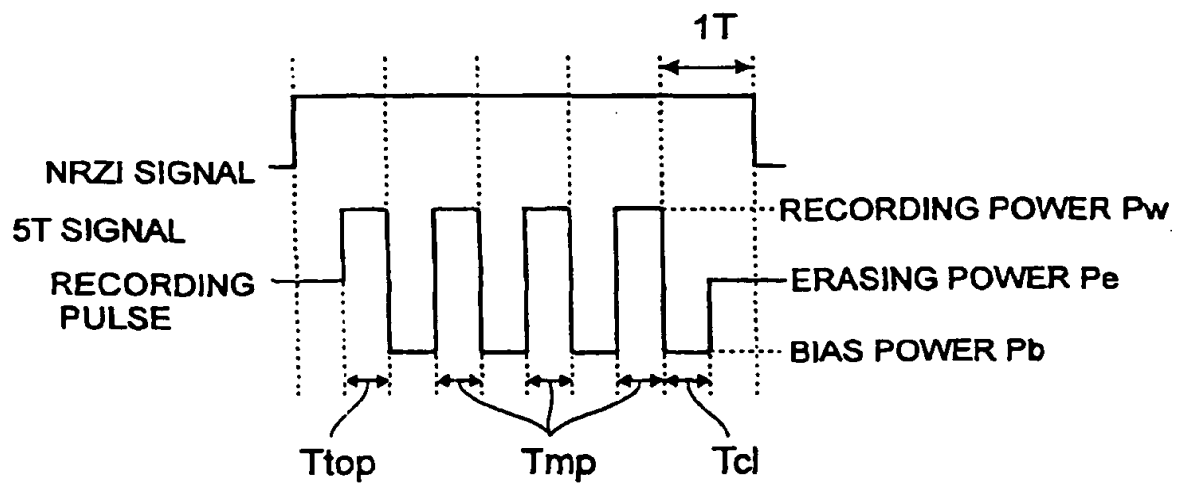 1T
NRZI SIGNAL
5T SIGNAL
RECORDING POWER Pw
RECORDING
PULSE
ERASING POWER Pe
BIAS POWER Pb
Ttop
Tmp
Tcl